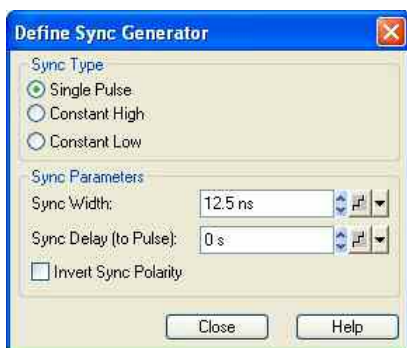 Define Sync Generator
Sync Type
Single Pulse
Constant High
Constant Low
Sync Parameters
Sync Width: 12.5 ns
Sync Delay (to Pulse): 0 s
Invert Sync Polarity
Close Help